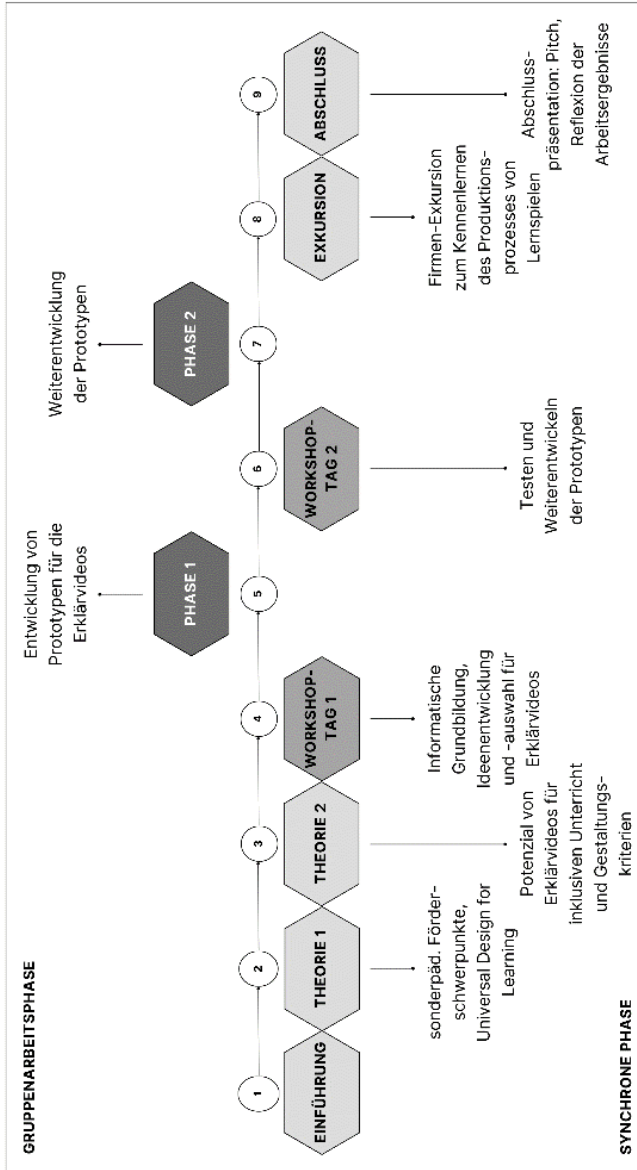 GRUPPENARBEITSPHASE
Entwicklung von
Prototypen für die
Erklärvideos
Weiterentwicklung
der Prototypen
PHASE 1
PHASE 2
1
2
3
4
5
6
7
8
9
EINFÜHRUNG
THEORIE 1
THEORIE 2
WORKSHOP-
TAG 1
WORKSHOP-
TAG 2
EXKURSION
ABSCHLUSS
sonderpäd. Förder-
schwerpunkte,
Universal Design for
Learning
Potenzial von
Erklärvideos für
inklusiven Unterricht
und Gestaltungs-
kriterien
Informatische
Grundbildung,
Ideenentwicklung
und -auswahl für
Erklärvideos
Testen und
Weiterentwickeln
der Prototypen
Firmen-Exkursion
zum Kennenlernen
des Produktions-
prozesses von
Lernspielen
Abschluss-
präsentation: Pitch,
Reflexion der
Arbeitsergebnisse
SYNCHRONE PHASE